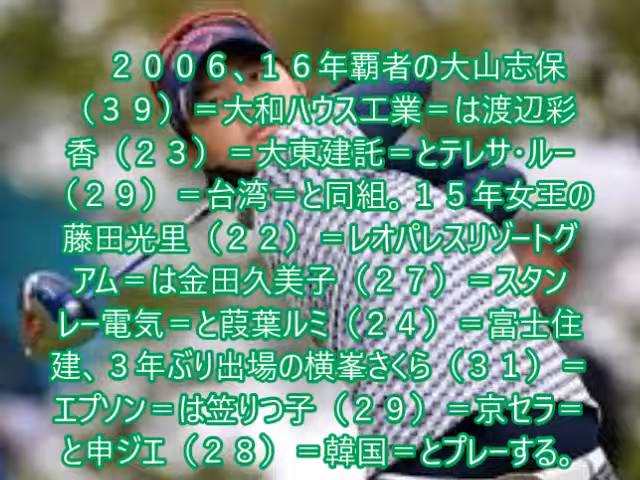 ２００６、１６年覇者の大山志保
（３９）＝大和ハウス工業＝は渡辺彩
香（２３）＝大東建託＝とテレサ・ルー
（２９）＝台湾＝と同組。１５年女王の
藤田光里（２２）＝レオパレスリゾートグ
アム＝は金田久美子（２７）＝スタン
レー電気＝と葭葉ルミ（２４）＝富士住
建、３年ぶり出場の横峯さくら（３１）＝
エプソン＝は笠りつ子（２９）＝京セラ＝
と申ジエ（２８）＝韓国＝とプレーする。